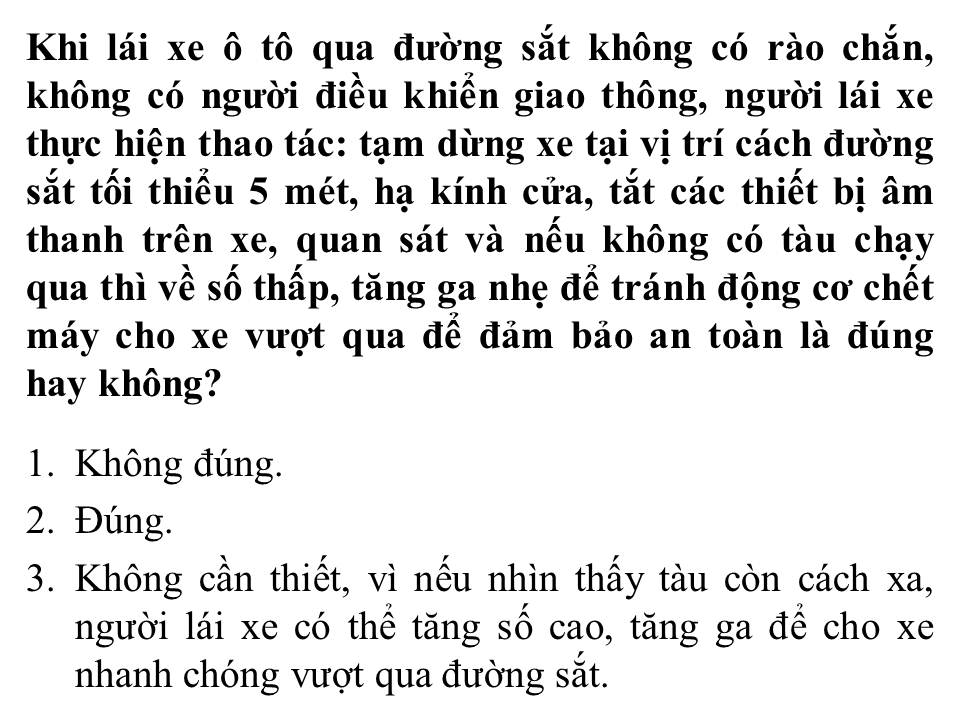 Khi lái xe ô tô qua đường sắt không có rào chắn,
không có người điều khiển giao thông, người lái xe
thực hiện thao tác: tạm dừng xe tại vị trí cách đường
sắt tối thiểu 5 mét, hạ kính cửa, tắt các thiết bị âm
thanh trên xe, quan sát và nếu không có tàu chạy
qua thì về số thấp, tăng ga nhẹ để tránh động cơ chết
máy cho xe vượt qua để đảm bảo an toàn là đúng
hay không?
1. Không đúng.
2. Đúng.
3. Không cần thiết, vì nếu nhìn thấy tàu còn cách xa,
người lái xe có thể tăng số cao, tăng ga để cho xe
nhanh chóng vượt qua đường sắt.